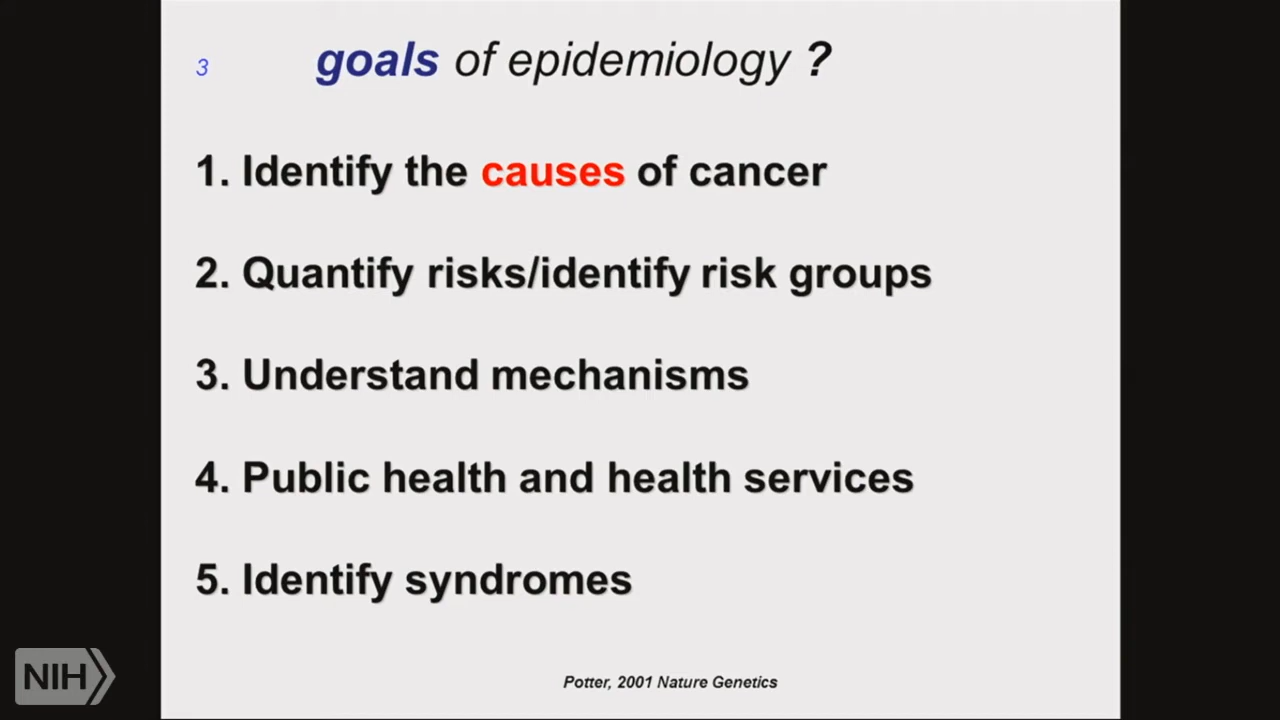 3 goals of epidemiology ?
1. Identify the causes of cancer
2. Quantify risks/identify risk groups
3. Understand mechanisms
4. Public health and health services
5. Identify syndromes
Potter, 2001 Nature Genetics
NIH